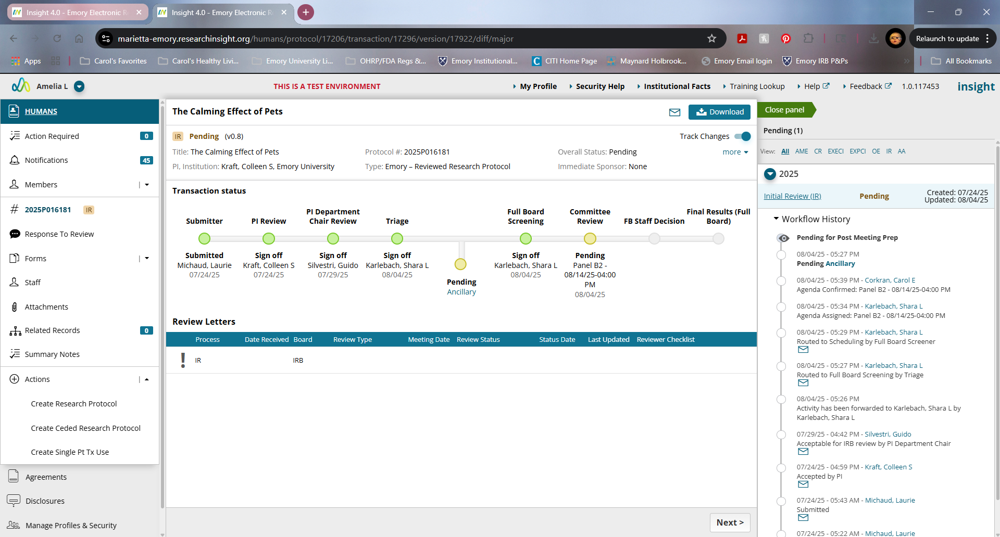 Insight 4.0 - Emory Electronic R
Insight 4.0 - Emory Electronic R
marietta-emory.researchinsight.org/humans/protocol/17206/transaction/17296/version/17922/diff/major
Relaunch to update
Apps
Carol's Favorites
Carol's Healthy Livi...
Emory University Li...
OHRP/FDA Regs &...
Emory Institutional...
CITI Home Page
Maynard Holbrook...
Emory Email login
Emory IRB P&Ps
All Bookmarks
Amelia L
THIS IS A TEST ENVIRONMENT
My Profile
Security Help
Institutional Facts
Training Lookup
Help
Feedback
1.0.117453
insight
HUMANS
Action Required 0
Notifications 45
Members
# 2025P016181 IR
Response To Review
Forms
Staff
Attachments
Related Records 0
Summary Notes
Actions
Create Research Protocol
Create Ceded Research Protocol
Create Single Pt Tx Use
Agreements
Disclosures
Manage Profiles & Security
The Calming Effect of Pets
Download
IR Pending (v0.8)
Track Changes
Title: The Calming Effect of Pets
Protocol #: 2025P016181
Overall Status: Pending
more
PI, Institution: Kraft, Colleen S, Emory University
Type: Emory – Reviewed Research Protocol
Immediate Sponsor: None
Transaction status
Submitter
Submitted
Michaud, Laurie
07/24/25
PI Review
Sign off
Kraft, Colleen S
07/24/25
PI Department
Chair Review
Sign off
Silvestri, Guido
07/29/25
Triage
Sign off
Karlebach, Shara L
08/04/25
Pending
Ancillary
Full Board
Screening
Sign off
Karlebach, Shara L
08/04/25
Committee
Review
Pending
Panel B2 -
08/14/25-04:00
PM
08/04/25
FB Staff Decision
Final Results (Full
Board)
Review Letters
Process Date Received Board Review Type Meeting Date Review Status Status Date Last Updated Reviewer Checklist
! IR IRB
Next >
Close panel
Pending (1)
View: All AME CR EXECI EXPCI OE IR AA
2025
Initial Review (IR)
Pending
Created: 07/24/25
Updated: 08/04/25
Workflow History
Pending for Post Meeting Prep
08/04/25 - 05:27 PM
Pending Ancillary
08/04/25 - 05:39 PM - Corkran, Carol E
Agenda Confirmed: Panel B2 - 08/14/25-04:00 PM
08/04/25 - 05:34 PM - Karlebach, Shara L
Agenda Assigned: Panel B2 - 08/14/25-04:00 PM
08/04/25 - 05:29 PM - Karlebach, Shara L
Routed to Scheduling by Full Board Screener
08/04/25 - 05:27 PM - Karlebach, Shara L
Routed to Full Board Screening by Triage
08/04/25 - 05:26 PM
Activity has been forwarded to Karlebach, Shara L by
Karlebach, Shara L
07/29/25 - 04:42 PM - Silvestri, Guido
Acceptable for IRB review by PI Department Chair
07/24/25 - 04:59 PM - Kraft, Colleen S
Accepted by PI
07/24/25 - 05:43 AM - Michaud, Laurie
Submitted
07/24/25 - 05:22 AM - Michaud, Laurie